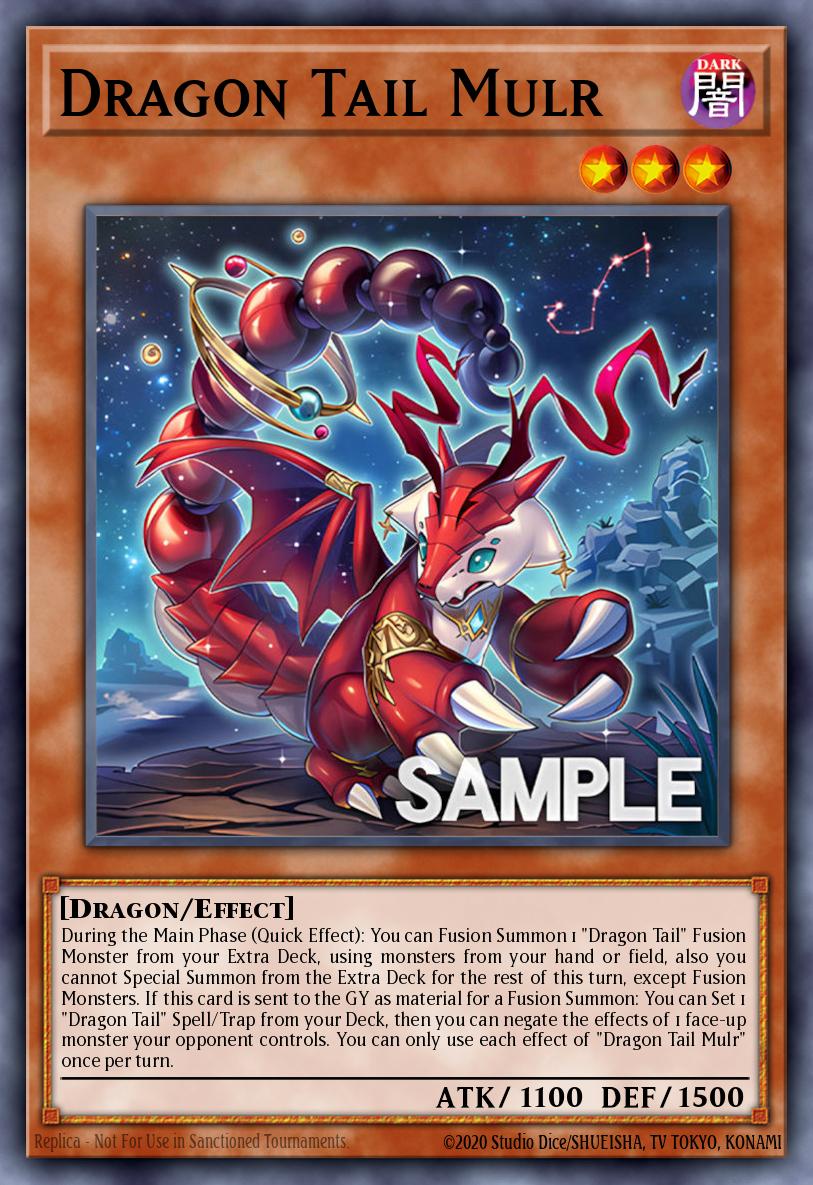 Dragon Tail Mulr
DARK
闇
SAMPLE
[Dragon/Effect]
During the Main Phase (Quick Effect): You can Fusion Summon 1 "Dragon Tail" Fusion
Monster from your Extra Deck, using monsters from your hand or field, also you
cannot Special Summon from the Extra Deck for the rest of this turn, except Fusion
Monsters. If this card is sent to the GY as material for a Fusion Summon: You can Set 1
"Dragon Tail" Spell/Trap from your Deck, then you can negate the effects of 1 face-up
monster your opponent controls. You can only use each effect of "Dragon Tail Mulr"
once per turn.
ATK/ 1100 DEF/1500
Replica - Not For Use in Sanctioned Tournaments.
©2020 Studio Dice/SHUEISHA, TV TOKYO, KONAMI